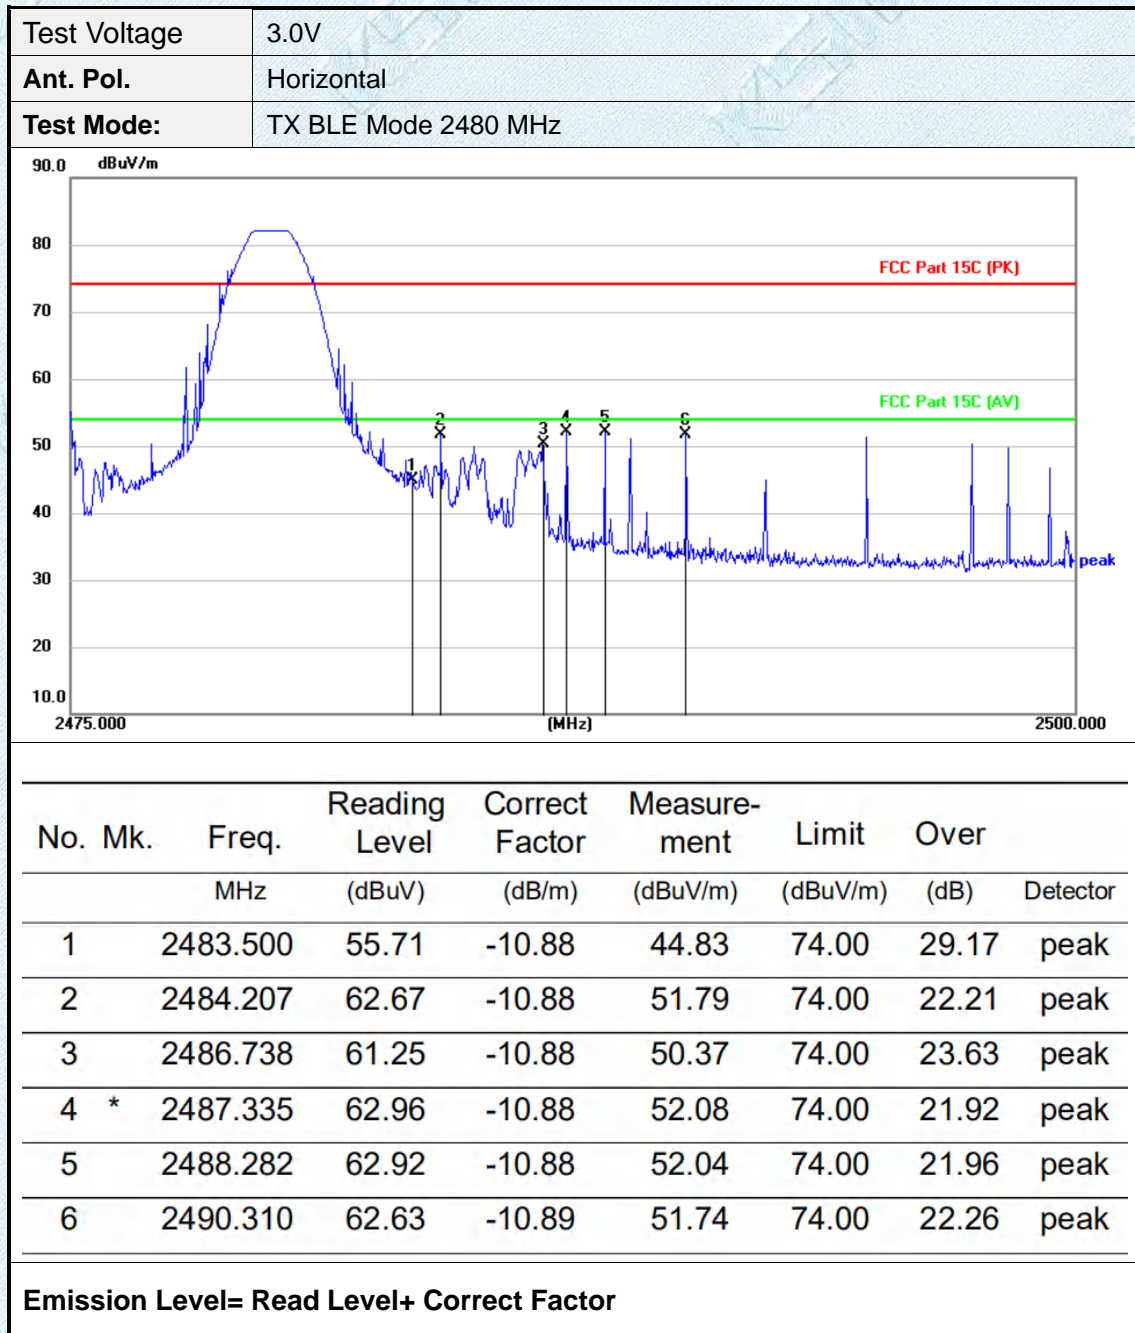 Test Voltage 3.0V
Ant. Pol. Horizontal
Test Mode: TX BLE Mode 2480 MHz
90.0 dBuV/m
80
FCC Part 15C (PK)
70
60
FCC Part 15C (AV)
50
1 2 3 4 5 6
40
30
peak
20
10.0
2475.000 (MHz) 2500.000
No. Mk. Freq. Reading Level Correct Factor Measure-ment Limit Over
MHz (dBuV) (dB/m) (dBuV/m) (dBuV/m) (dB) Detector
1 2483.500 55.71 -10.88 44.83 74.00 29.17 peak
2 2484.207 62.67 -10.88 51.79 74.00 22.21 peak
3 2486.738 61.25 -10.88 50.37 74.00 23.63 peak
4 * 2487.335 62.96 -10.88 52.08 74.00 21.92 peak
5 2488.282 62.92 -10.88 52.04 74.00 21.96 peak
6 2490.310 62.63 -10.89 51.74 74.00 22.26 peak
Emission Level= Read Level+ Correct Factor